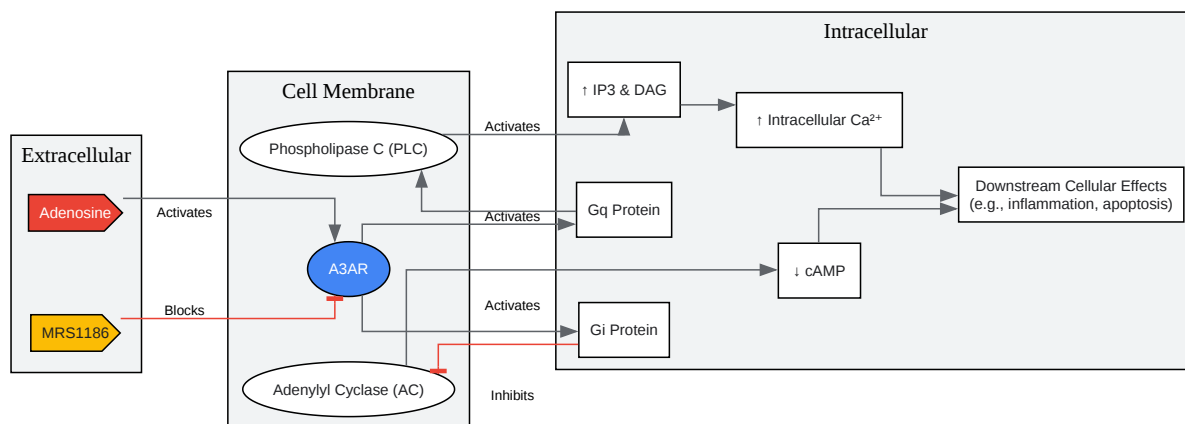 Intracellular
Cell Membrane
Extracellular
↑ IP3 & DAG
↑ Intracellular Ca²⁺
Activates
Phospholipase C (PLC)
Downstream Cellular Effects
(e.g., inflammation, apoptosis)
Adenosine
Activates
Activates
Gq Protein
A3AR
↓ cAMP
Blocks
Activates
MRS1186
Gi Protein
Adenylyl Cyclase (AC)
Inhibits